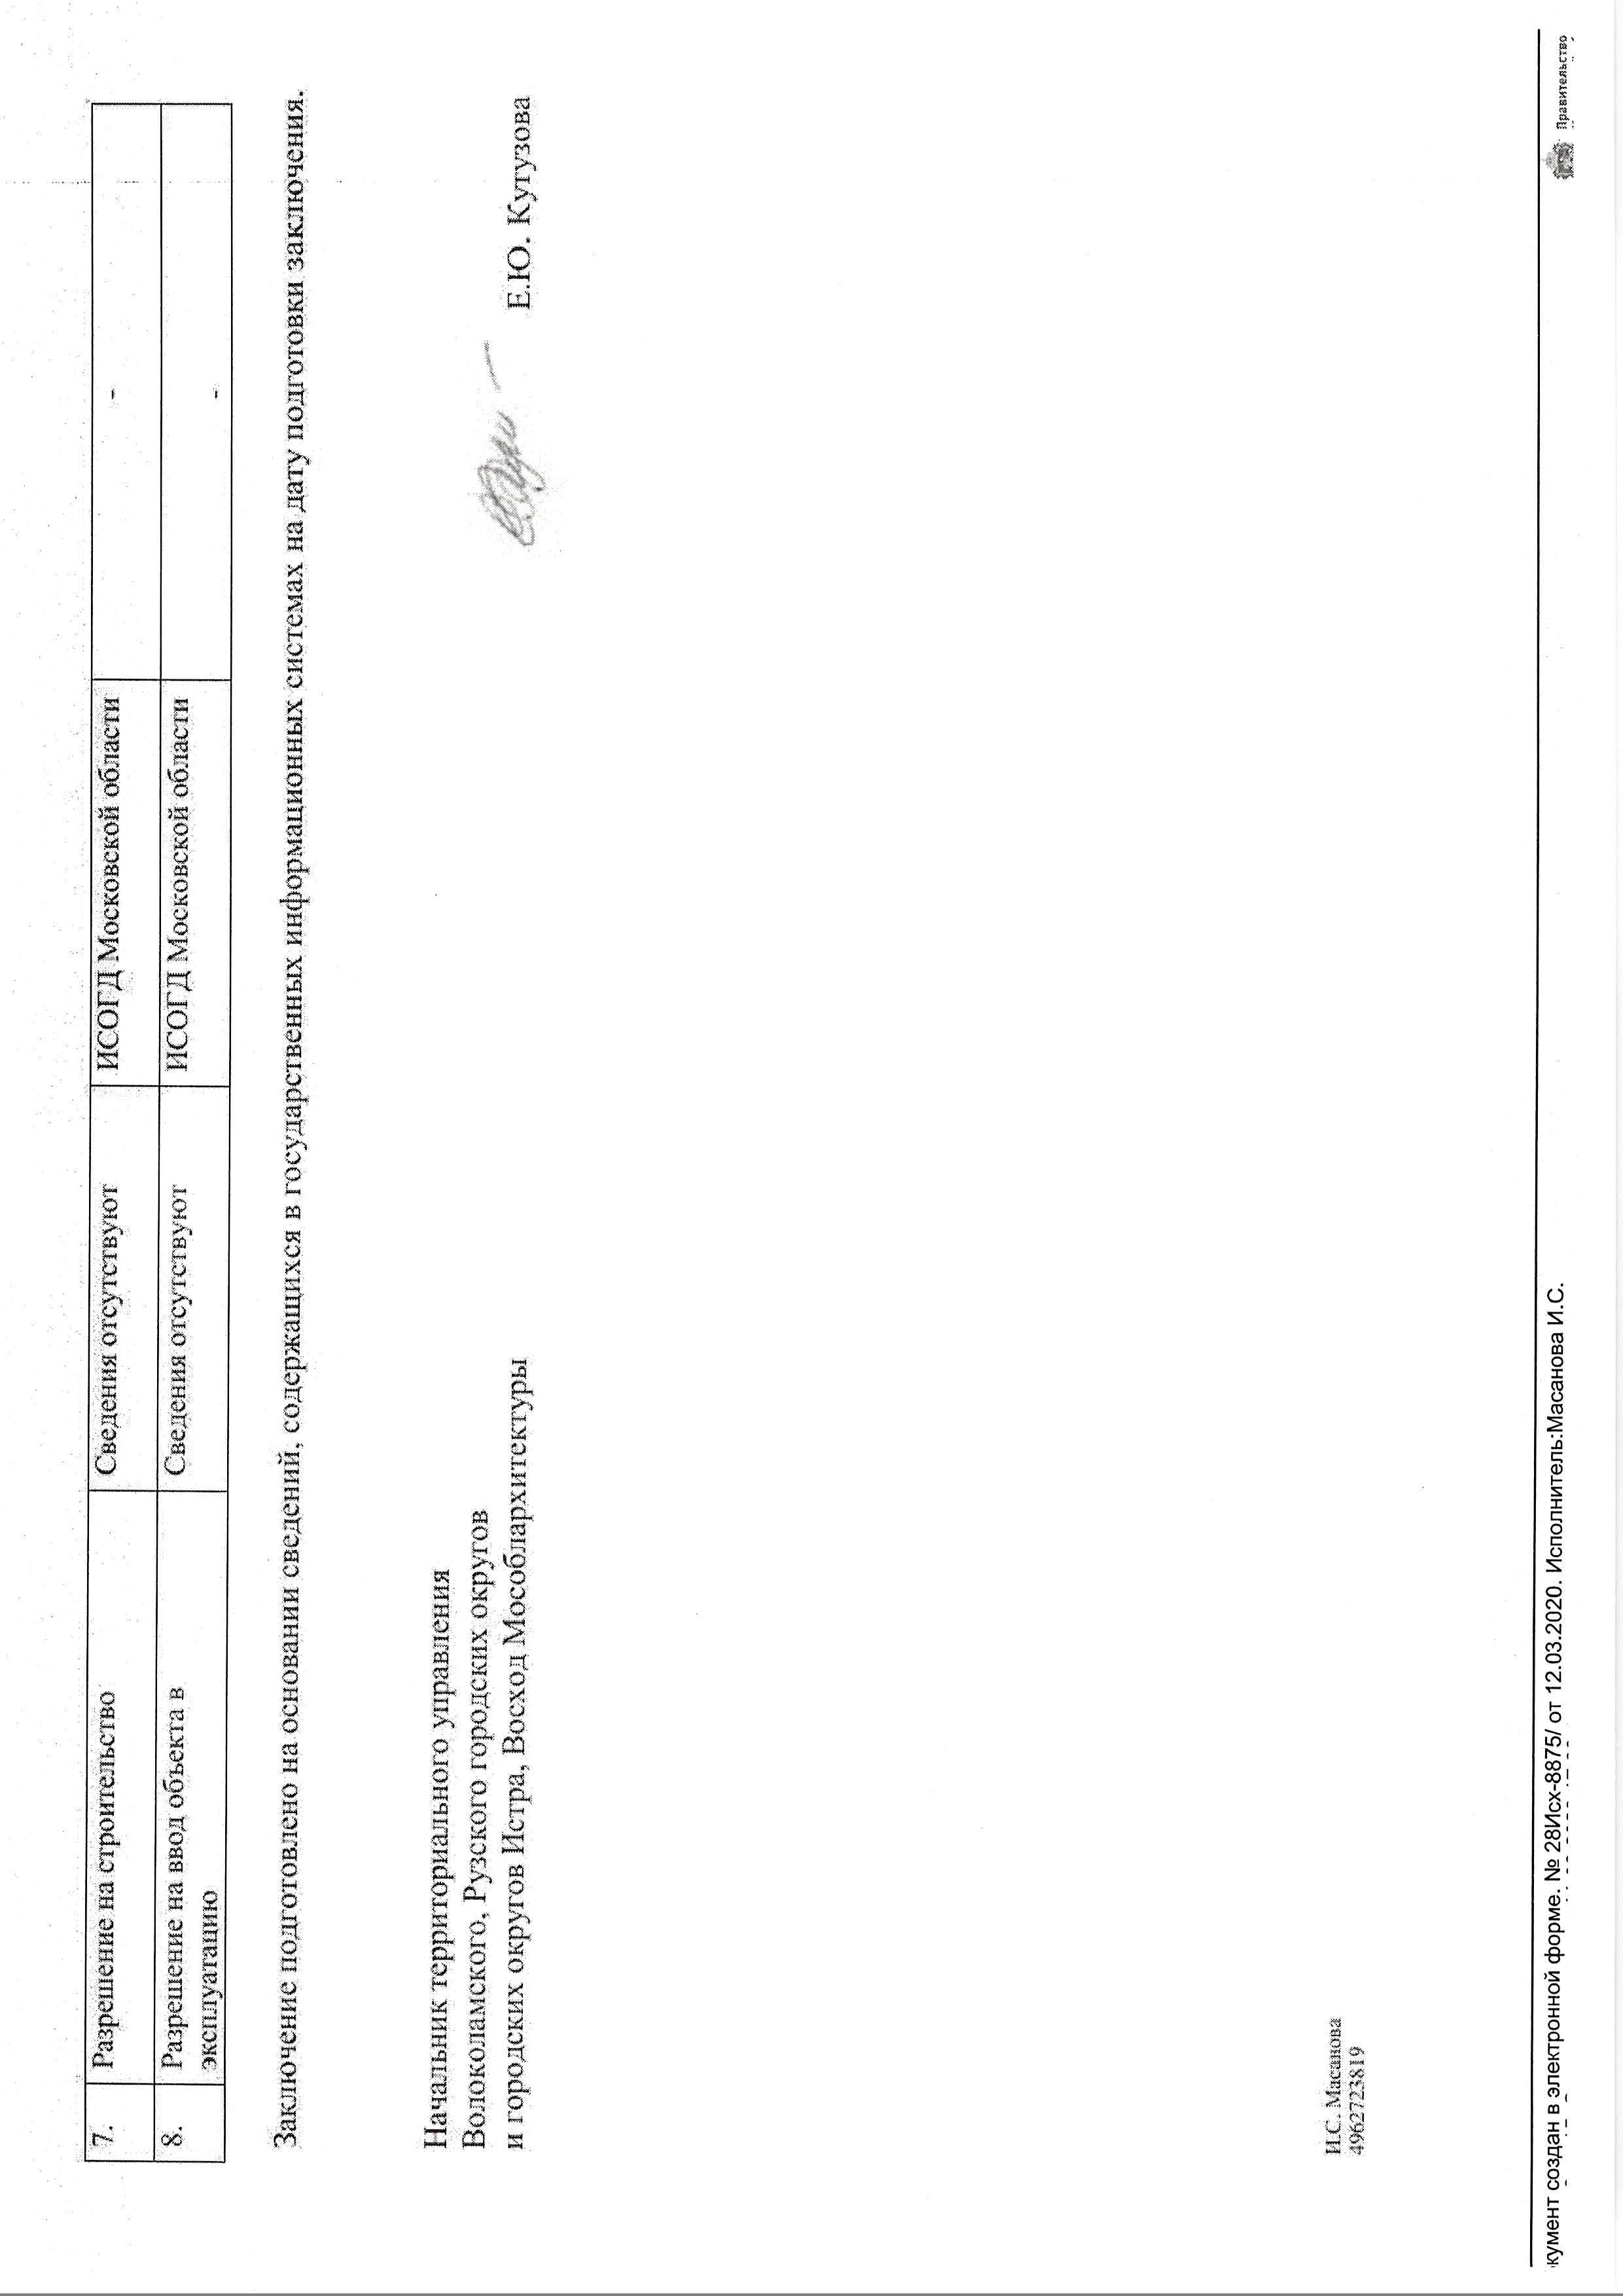 7. Разрешение на строительство Сведения отсутствуют ИСОГД Московской области -
8. Разрешение на ввод объекта в Сведения отсутствуют ИСОГД Московской области
эксплуатацию -
Заключение подготовлено на основании сведений, содержащихся в государственных информационных системах на дату подготовки заключения.
Начальник территориального управления
Волоколамского, Рузского городских округов
и городских округов Истра, Восход Мособлархитектуры Е.Ю. Кутузова
И.С. Масанова
4962723819
кумент создан в электронной форме. № 28Исх-8875/ от 12.03.2020. Исполнитель:Масанова И.С. Правительство